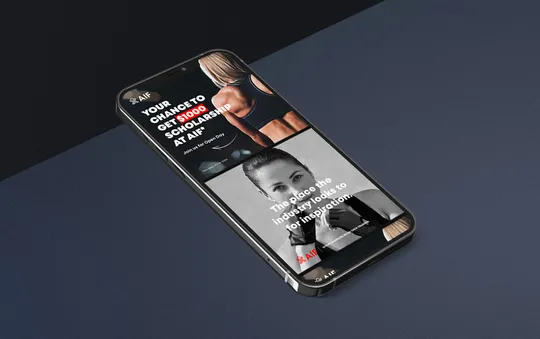 AIF
YOUR
CHANCE TO
GET $1000
SCHOLARSHIP
AT AIF*
Join us for Open Day
The place the
industry looks to
for inspiration.
AIF
AIF